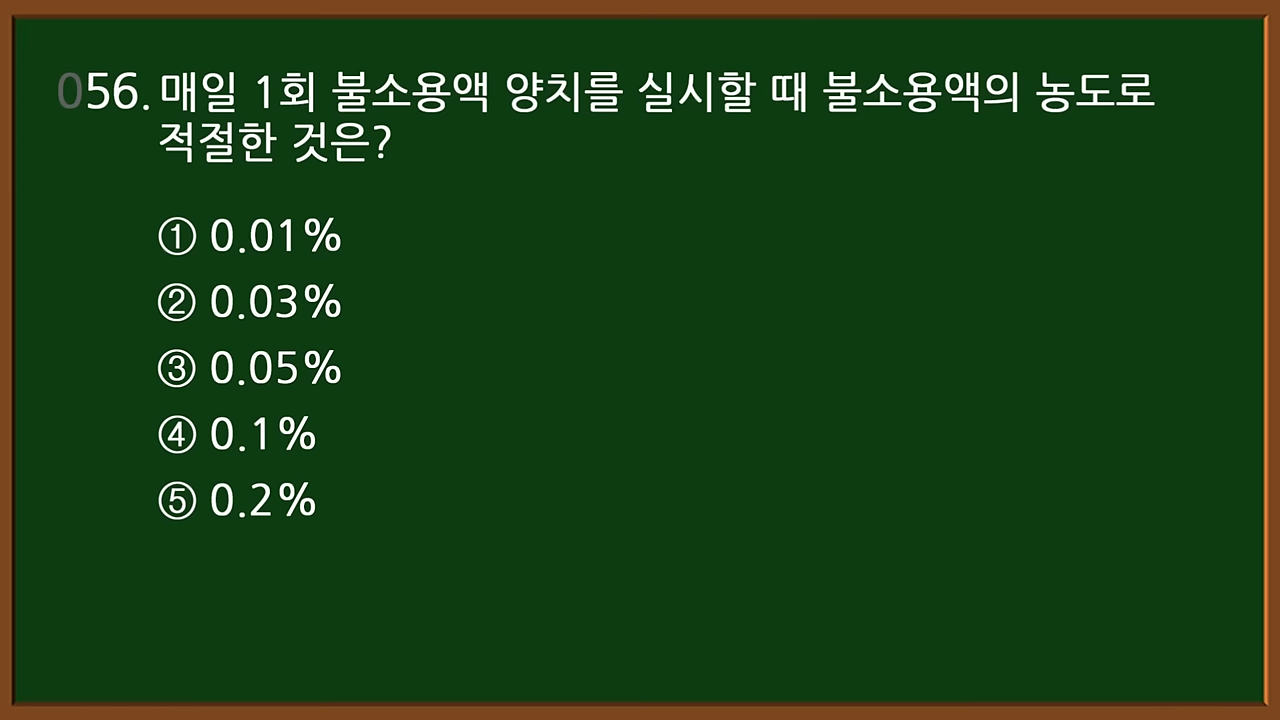 056. 매일 1회 불소용액 양치를 실시할 때 불소용액의 농도로
적절한 것은?
① 0.01%
② 0.03%
③ 0.05%
④ 0.1%
⑤ 0.2%